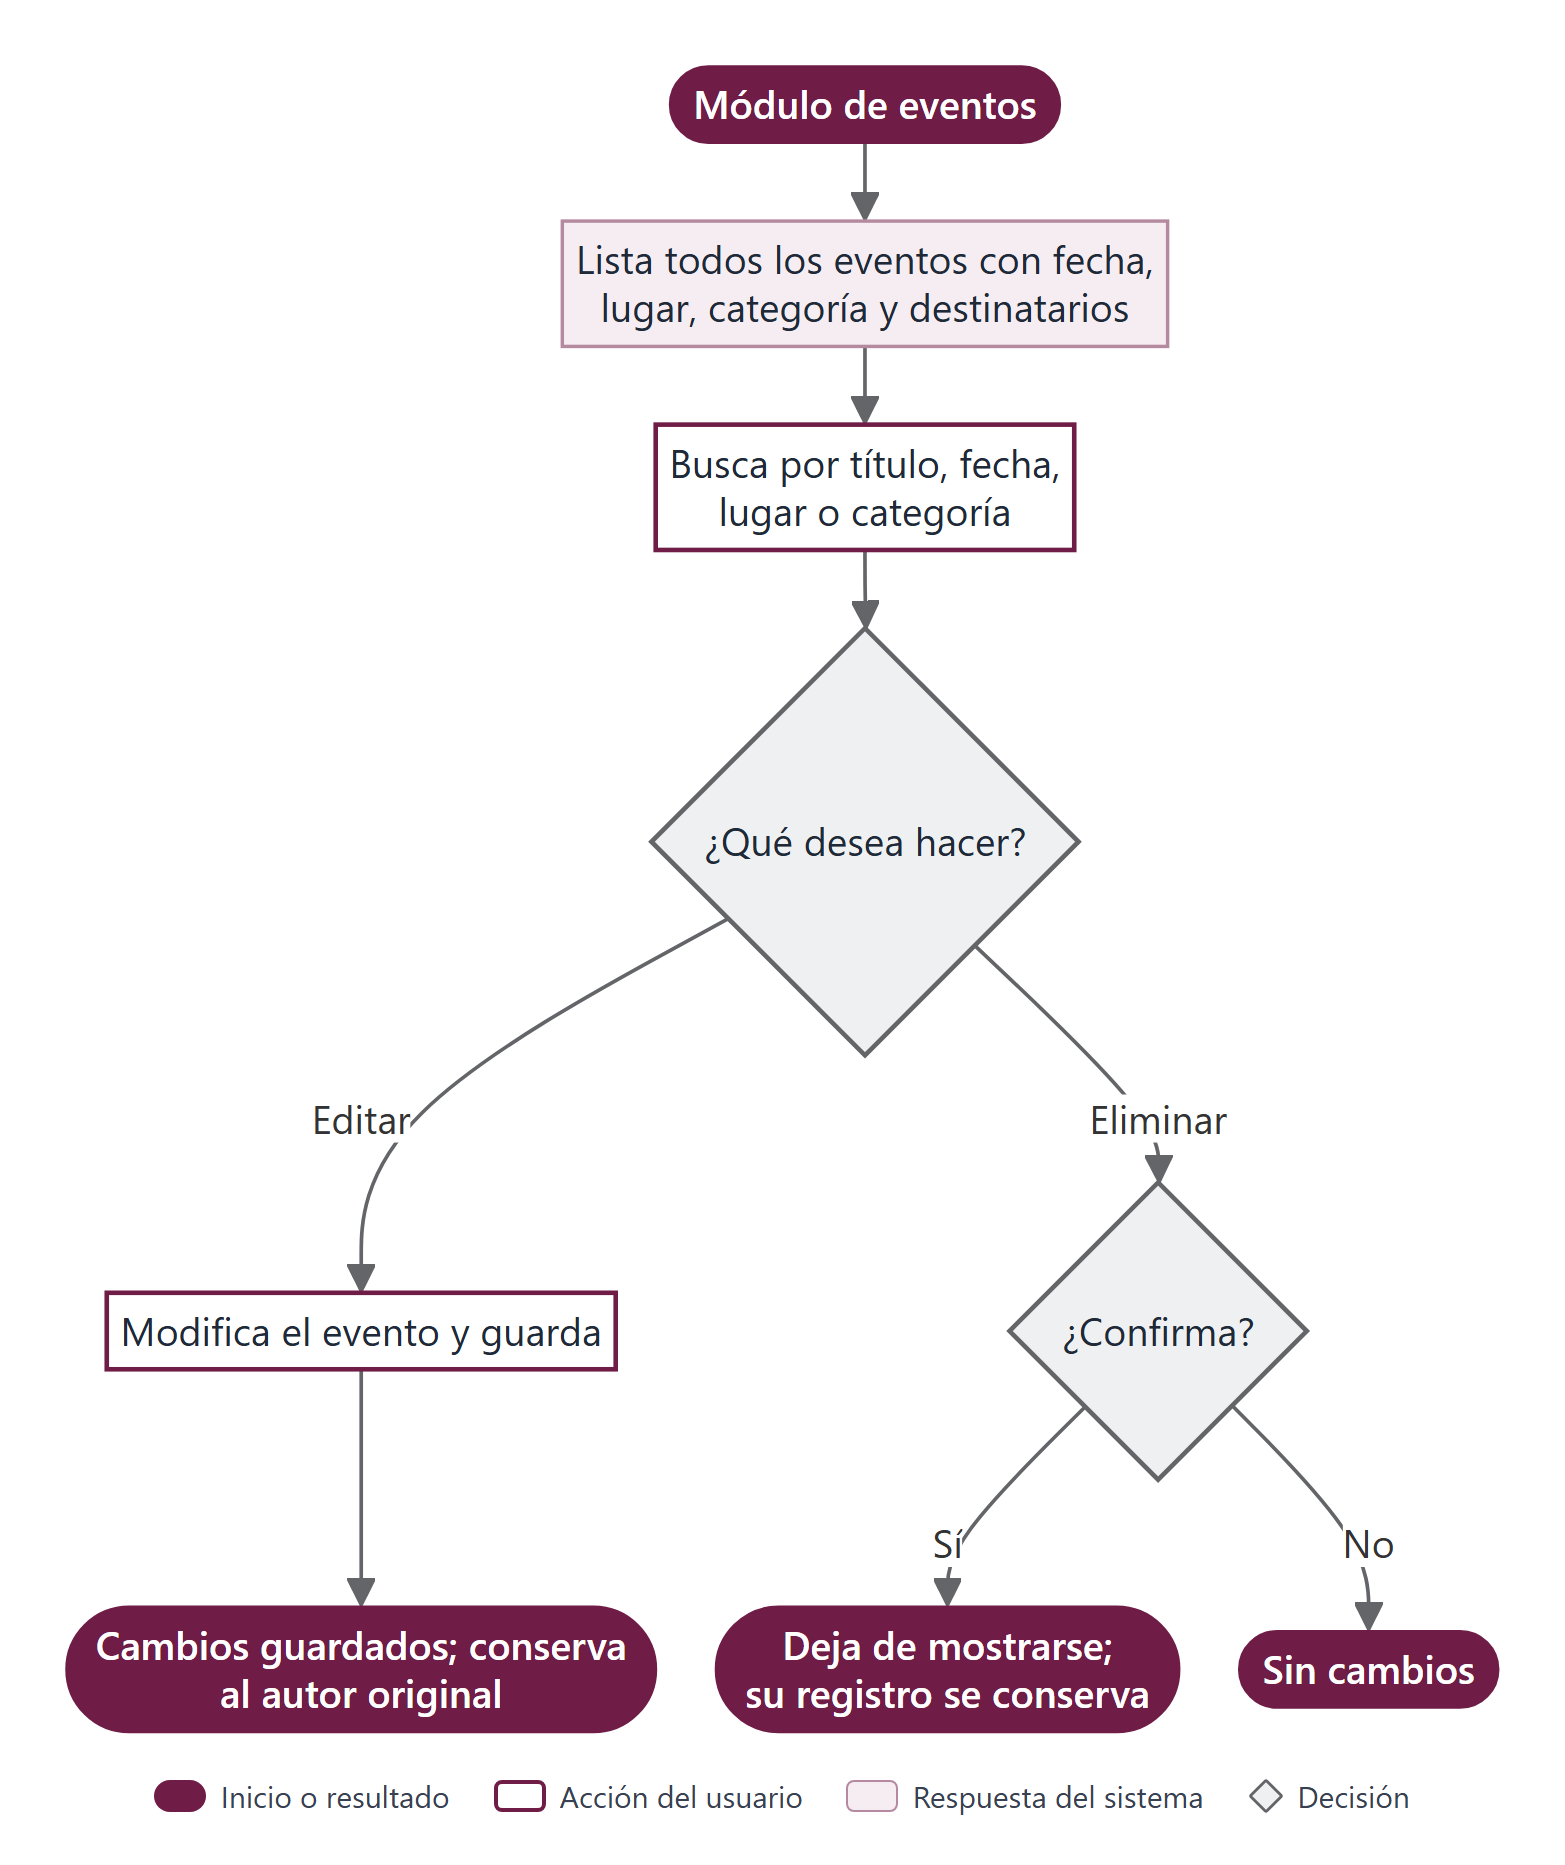 Módulo de eventos
Lista todos los eventos con fecha,
lugar, categoría y destinatarios
Busca por título, fecha,
lugar o categoría
¿Qué desea hacer?
Editar
Eliminar
Modifica el evento y guarda
¿Confirma?
Sí
No
Cambios guardados; conserva
al autor original
Deja de mostrarse;
su registro se conserva
Sin cambios
Inicio o resultado
Acción del usuario
Respuesta del sistema
Decisión